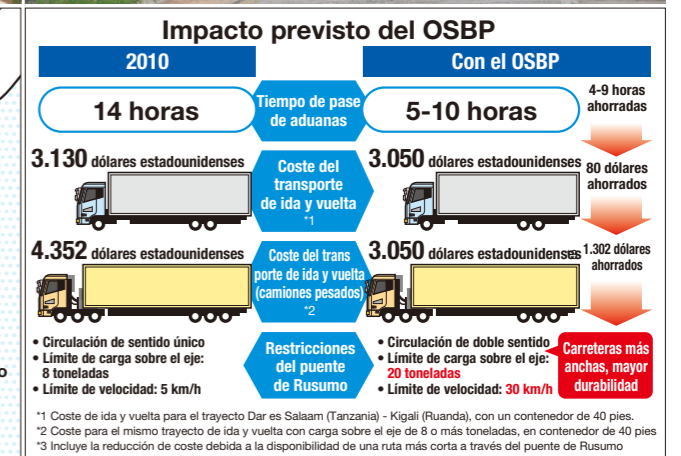 Impacto previsto del OSBP
2010
Con el OSBP
14 horas
Tiempo de pase
de aduanas
5-10 horas
4-9 horas
ahorradas
3.130 dólares estadounidenses
Coste del
transporte
de ida y vuelta
*1
3.050 dólares estadounidenses
80 dólares
ahorrados
4.352 dólares estadounidenses
Coste del trans
porte de ida y vuelta
(camiones pesados)
*2
3.050 dólares estadounidenses
1.302 dólares
ahorrados
• Circulación de sentido único
• Límite de carga sobre el eje:
8 toneladas
• Límite de velocidad: 5 km/h
Restricciones
del puente
de Rusumo
• Circulación de doble sentido
• Límite de carga sobre el eje:
20 toneladas
• Límite de velocidad: 30 km/h
Carreteras más
anchas, mayor
durabilidad
*1 Coste de ida y vuelta para el trayecto Dar es Salaam (Tanzania) - Kigali (Ruanda), con un contenedor de 40 pies.
*2 Coste para el mismo trayecto de ida y vuelta con carga sobre el eje de 8 o más toneladas, en contenedor de 40 pies
*3 Incluye la reducción de coste debida a la disponibilidad de una ruta más corta a través del puente de Rusumo